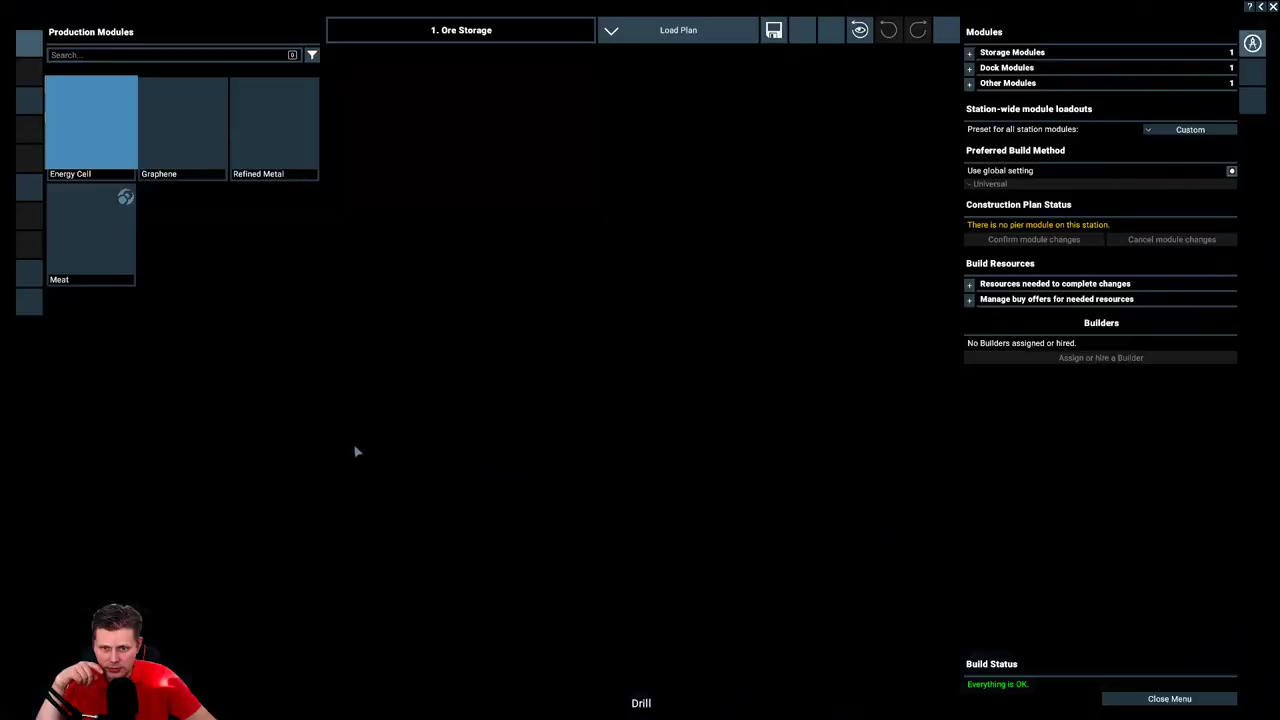 Production Modules
Search...
Energy Cell
Graphene
Refined Metal
Meat
1. Ore Storage
Load Plan
Modules
Storage Modules 1
Dock Modules 1
Other Modules 1
Station-wide module loadouts
Preset for all station modules: Custom
Preferred Build Method
Use global setting
- Universal
Construction Plan Status
There is no pier module on this station.
Confirm module changes Cancel module changes
Build Resources
Resources needed to complete changes
Manage buy offers for needed resources
Builders
No Builders assigned or hired.
Assign or hire a Builder
Build Status
Everything is OK.
Close Menu
Drill